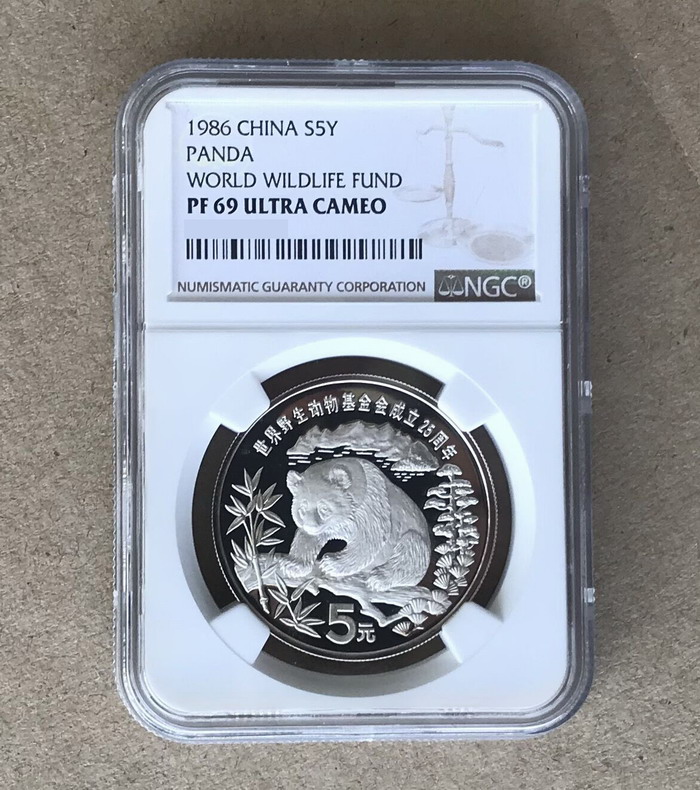 1986 CHINA S5Y
PANDA
WORLD WILDLIFE FUND
PF 69 ULTRA CAMEO
NUMISMATIC GUARANTY CORPORATION
NGC®
世界野生动物基金会成立25周年
5元